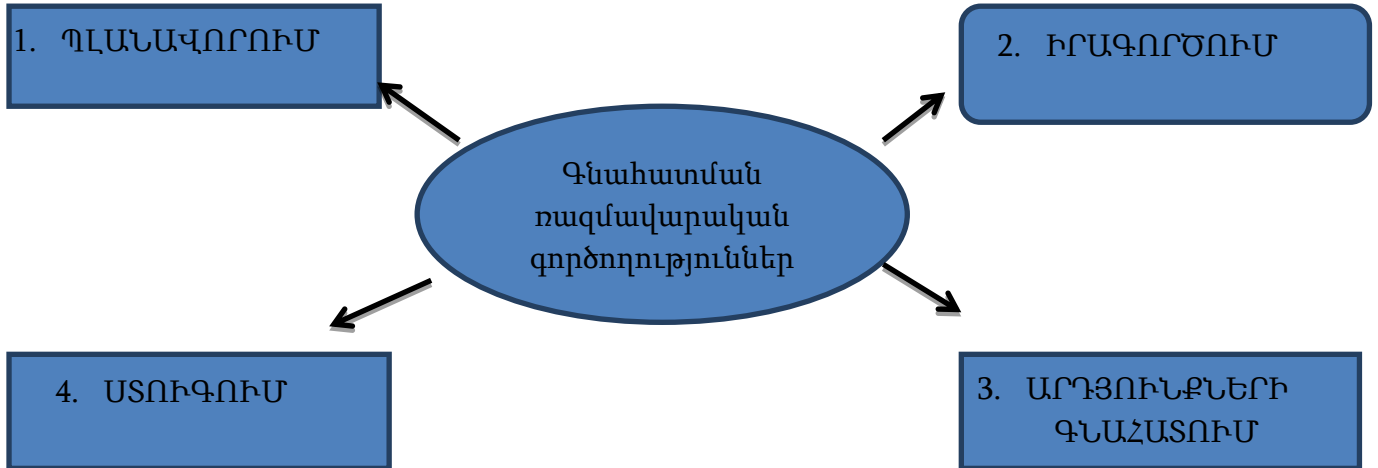 1. ՊԼԱՆԱՎՈՐՈՒՄ
2. ԻՐԱԳՈՐԾՈՒՄ
Գնահատման
ռազմավարական
գործողություններ
4. ՍՏՈՒԳՈՒՄ
3. ԱՐԴՅՈՒՆՔՆԵՐԻ
ԳՆԱՀԱՏՈՒՄ